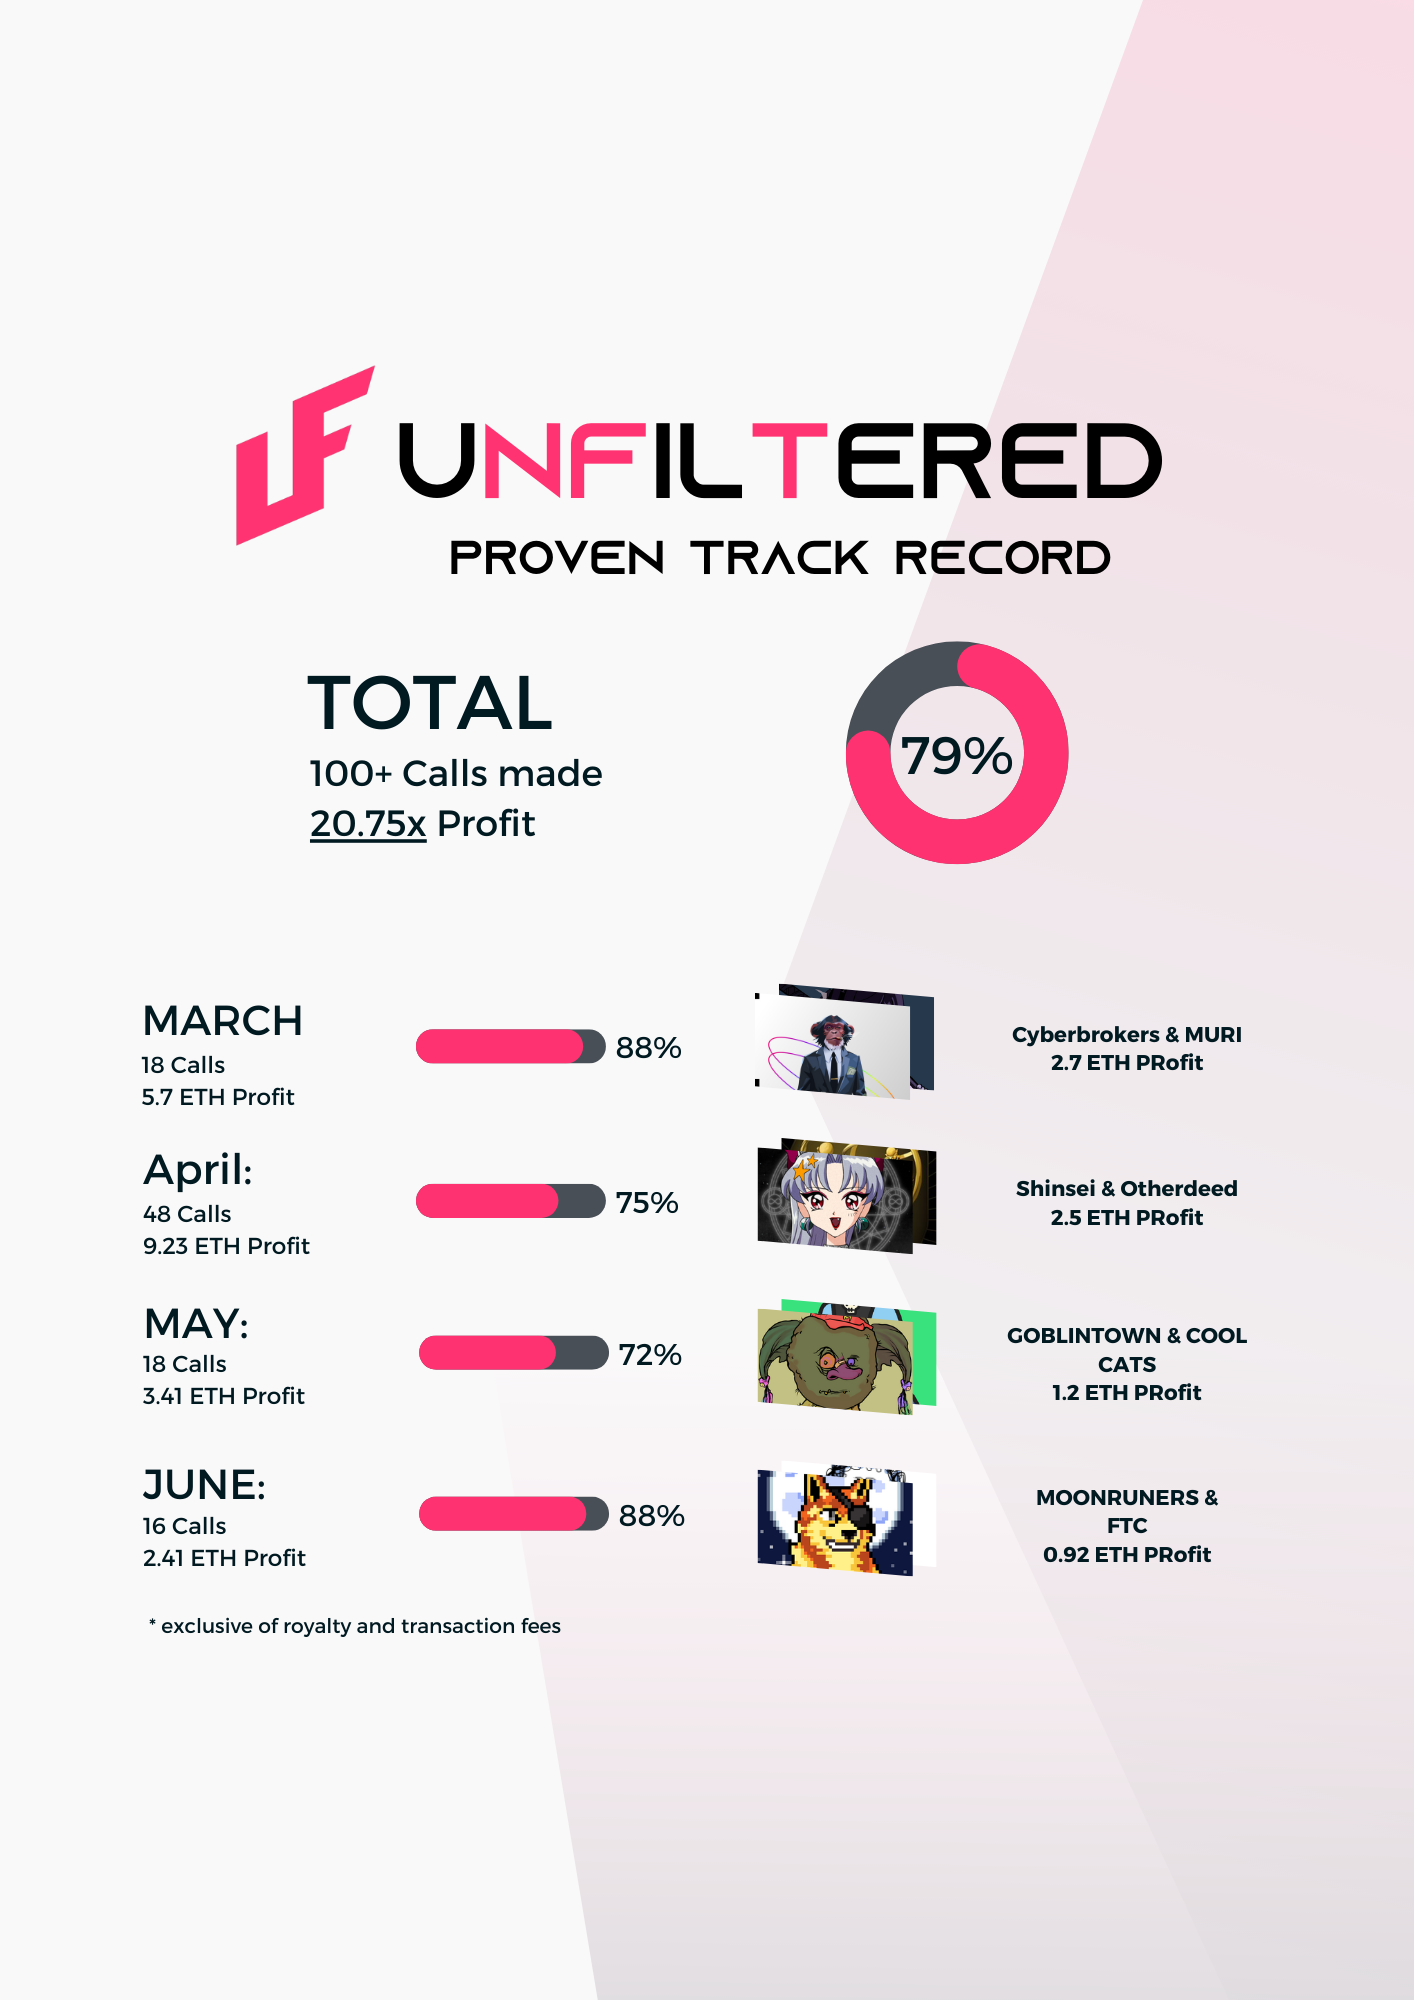 UNFILTERED
PROVEN TRACK RECORD
TOTAL
100+ Calls made
20.75x Profit
79%
MARCH
18 Calls
5.7 ETH Profit
88%
Cyberbrokers & MURI
2.7 ETH PRofit
April:
48 Calls
9.23 ETH Profit
75%
Shinsei & Otherdeed
2.5 ETH PRofit
MAY:
18 Calls
3.41 ETH Profit
72%
GOBLINTOWN & COOL
CATS
1.2 ETH PRofit
JUNE:
16 Calls
2.41 ETH Profit
88%
MOONRUNERS &
FTC
0.92 ETH PRofit
* exclusive of royalty and transaction fees